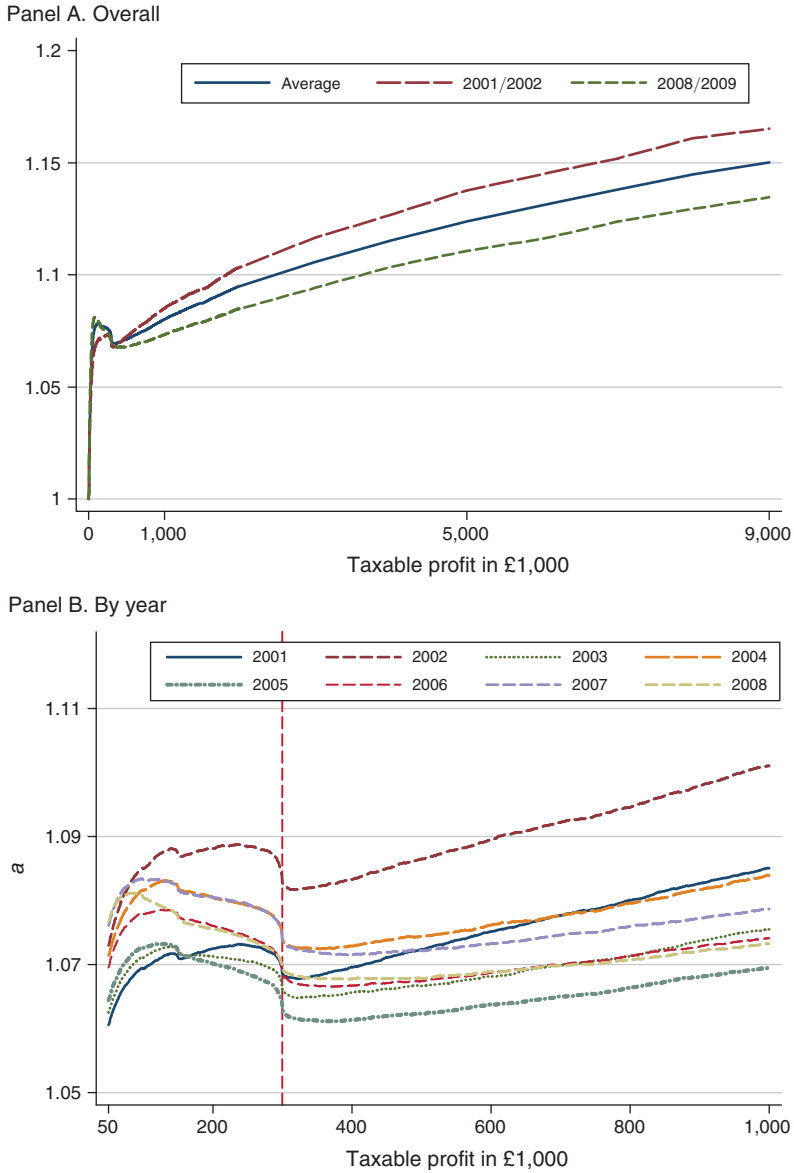 Panel A. Overall
1.2
Average 2001/2002 2008/2009
1.15
1.1
1.05
1
0 1,000 5,000 9,000
Taxable profit in £1,000
Panel B. By year
2001 2002 2003 2004
2005 2006 2007 2008
1.11
1.09
a
1.07
1.05
50 200 400 600 800 1,000
Taxable profit in £1,000